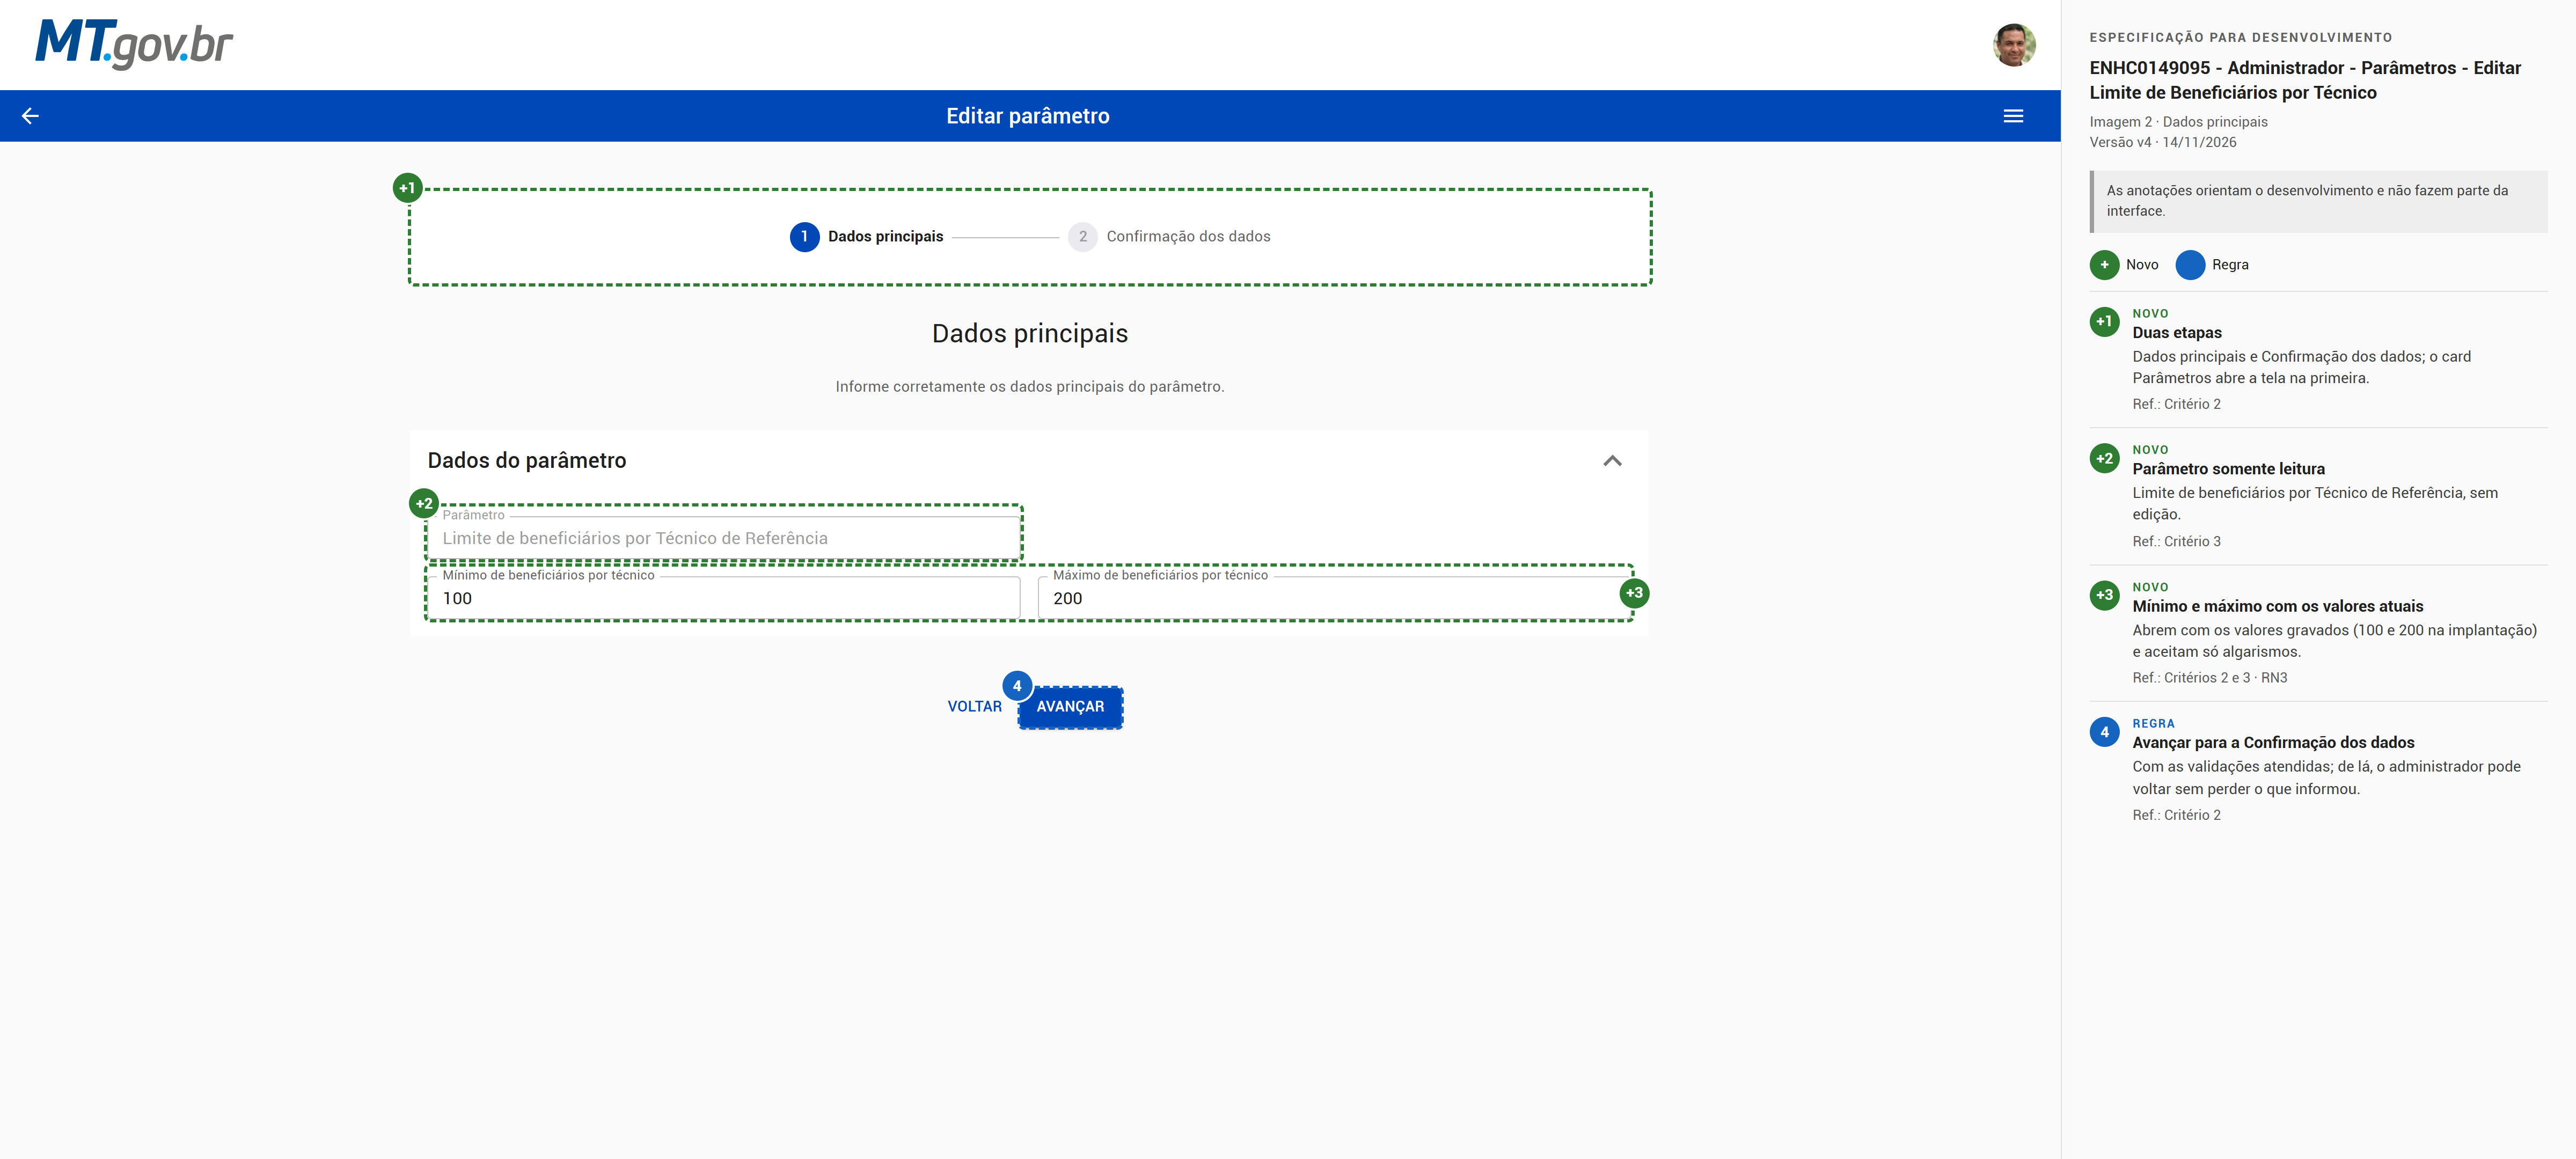 MT.gov.br
Editar parâmetro
+1
1 Dados principais
2 Confirmação dos dados
Dados principais
Informe corretamente os dados principais do parâmetro.
Dados do parâmetro
+2
Parâmetro
Limite de beneficiários por Técnico de Referência
Mínimo de beneficiários por técnico
100
Máximo de beneficiários por técnico
200
+3
4
VOLTAR
AVANÇAR
ESPECIFICAÇÃO PARA DESENVOLVIMENTO
ENHC0149095 - Administrador - Parâmetros - Editar
Limite de Beneficiários por Técnico
Imagem 2 · Dados principais
Versão v4 · 14/11/2026
As anotações orientam o desenvolvimento e não fazem parte da
interface.
+ Novo
Regra
+1
NOVO
Duas etapas
Dados principais e Confirmação dos dados; o card
Parâmetros abre a tela na primeira.
Ref.: Critério 2
+2
NOVO
Parâmetro somente leitura
Limite de beneficiários por Técnico de Referência, sem
edição.
Ref.: Critério 3
+3
NOVO
Mínimo e máximo com os valores atuais
Abrem com os valores gravados (100 e 200 na implantação)
e aceitam só algarismos.
Ref.: Critérios 2 e 3 · RN3
4
REGRA
Avançar para a Confirmação dos dados
Com as validações atendidas; de lá, o administrador pode
voltar sem perder o que informou.
Ref.: Critério 2